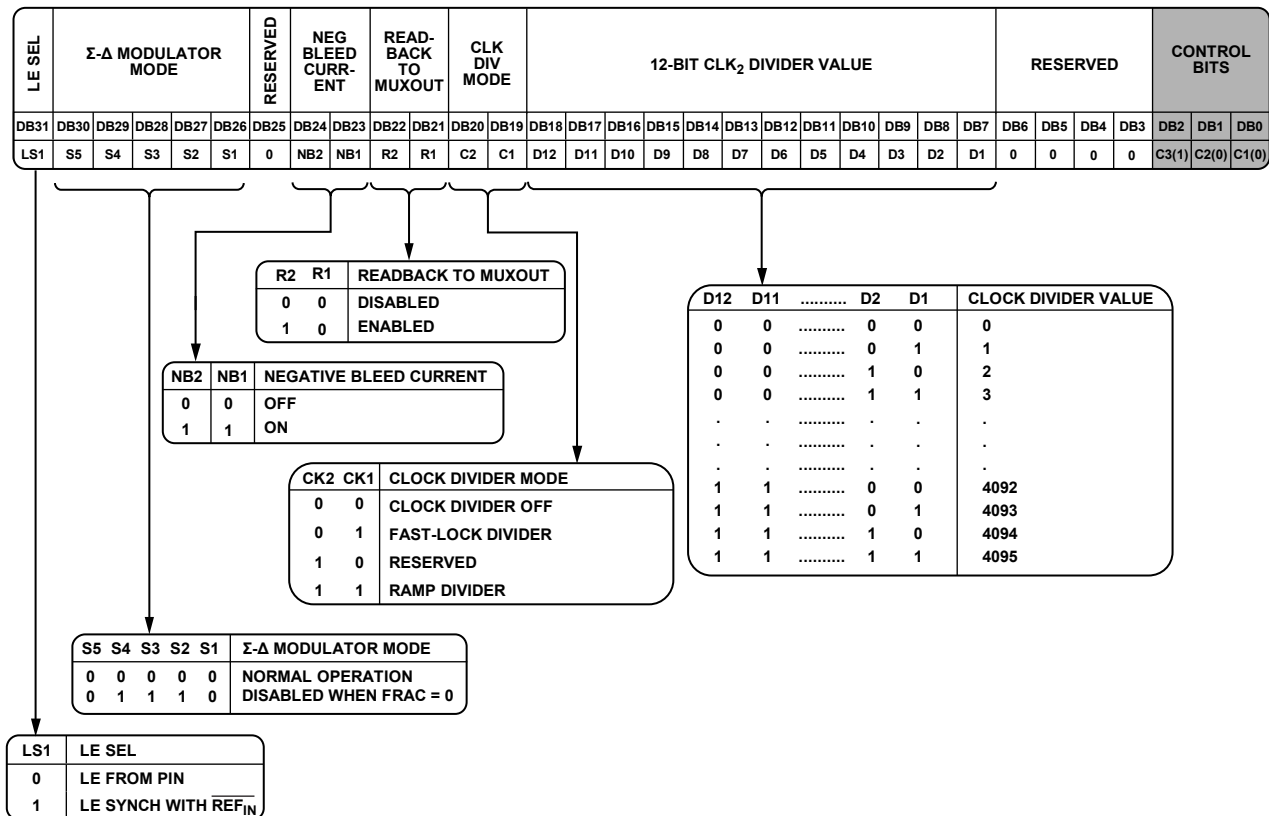 LE SEL
Σ-Δ MODULATOR
MODE
RESERVED
NEG
BLEED
CURR-
ENT
READ-
BACK
TO
MUXOUT
CLK
DIV
MODE
12-BIT CLK2 DIVIDER VALUE
RESERVED
CONTROL
BITS
DB31 DB30 DB29 DB28 DB27 DB26 DB25 DB24 DB23 DB22 DB21 DB20 DB19 DB18 DB17 DB16 DB15 DB14 DB13 DB12 DB11 DB10 DB9 DB8 DB7 DB6 DB5 DB4 DB3 DB2 DB1 DB0
LS1 S5 S4 S3 S2 S1 0 NB2 NB1 R2 R1 C2 C1 D12 D11 D10 D9 D8 D7 D6 D5 D4 D3 D2 D1 0 0 0 0 C3(1) C2(0) C1(0)
R2 R1 READBACK TO MUXOUT
0 0 DISABLED
1 0 ENABLED
NB2 NB1 NEGATIVE BLEED CURRENT
0 0 OFF
1 1 ON
CK2 CK1 CLOCK DIVIDER MODE
0 0 CLOCK DIVIDER OFF
0 1 FAST-LOCK DIVIDER
1 0 RESERVED
1 1 RAMP DIVIDER
D12 D11 .......... D2 D1 CLOCK DIVIDER VALUE
0 0 .......... 0 0 0
0 0 .......... 0 1 1
0 0 .......... 1 0 2
0 0 .......... 1 1 3
. . .......... . . .
. . .......... . . .
. . .......... . . .
1 1 .......... 0 0 4092
1 1 .......... 0 1 4093
1 1 .......... 1 0 4094
1 1 .......... 1 1 4095
S5 S4 S3 S2 S1 Σ-Δ MODULATOR MODE
0 0 0 0 0 NORMAL OPERATION
0 1 1 1 0 DISABLED WHEN FRAC = 0
LS1 LE SEL
0 LE FROM PIN
1 LE SYNCH WITH REFIN